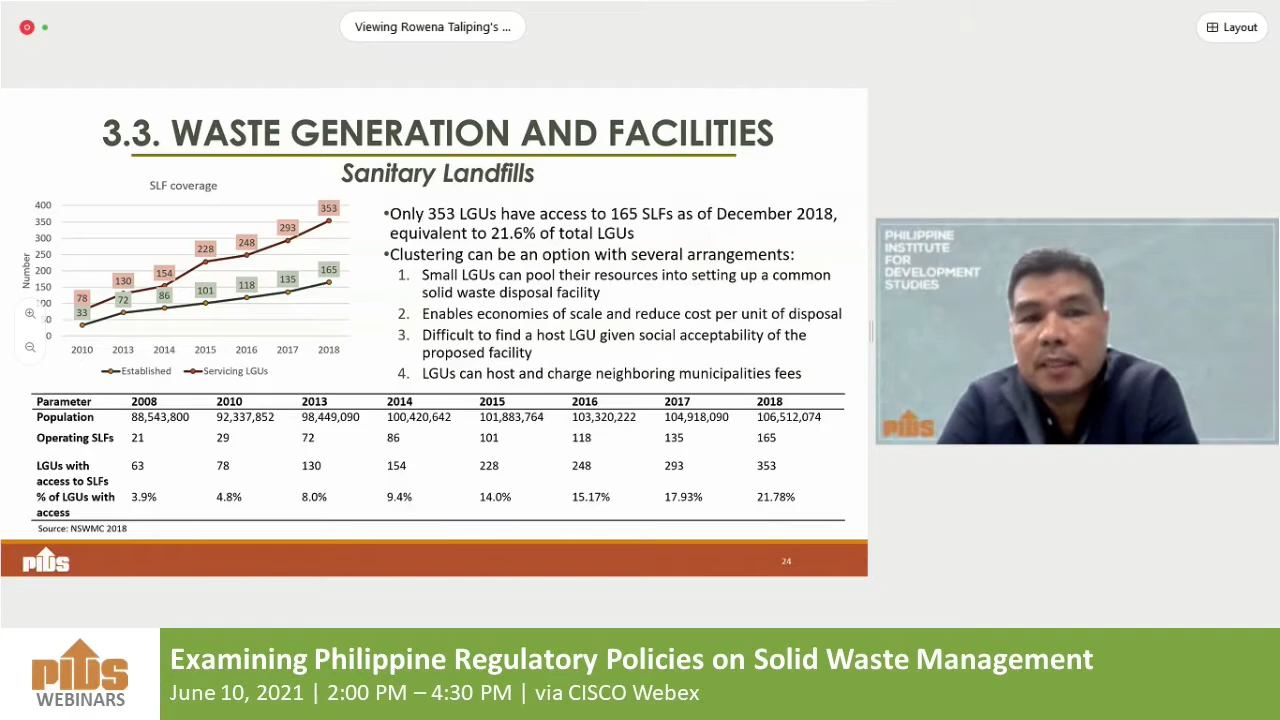 Viewing Rowena Taliping's ...
Layout
3.3. WASTE GENERATION AND FACILITIES
Sanitary Landfills
SLF coverage
Number
400
350
300
250
200
150
50
0
78
130
154
228
248
293
353
33
72
86
101
118
135
165
2010 2013 2014 2015 2016 2017 2018
Established Servicing LGUs
•Only 353 LGUs have access to 165 SLFs as of December 2018,
equivalent to 21.6% of total LGUs
•Clustering can be an option with several arrangements:
1. Small LGUs can pool their resources into setting up a common
solid waste disposal facility
2. Enables economies of scale and reduce cost per unit of disposal
3. Difficult to find a host LGU given social acceptability of the
proposed facility
4. LGUs can host and charge neighboring municipalities fees
Parameter 2008 2010 2013 2014 2015 2016 2017 2018
Population 88,543,800 92,337,852 98,449,090 100,420,642 101,883,764 103,320,222 104,918,090 106,512,074
Operating SLFs 21 29 72 86 101 118 135 165
LGUs with 63 78 130 154 228 248 293 353
access to SLFs
% of LGUs with 3.9% 4.8% 8.0% 9.4% 14.0% 15.17% 17.93% 21.78%
access
Source: NSWMC 2018
PIDS
24
PHILIPPINE
INSTITUTE
FOR
DEVELOPMENT
STUDIES
PIDS
PIDS
WEBINARS
Examining Philippine Regulatory Policies on Solid Waste Management
June 10, 2021 | 2:00 PM – 4:30 PM | via CISCO Webex